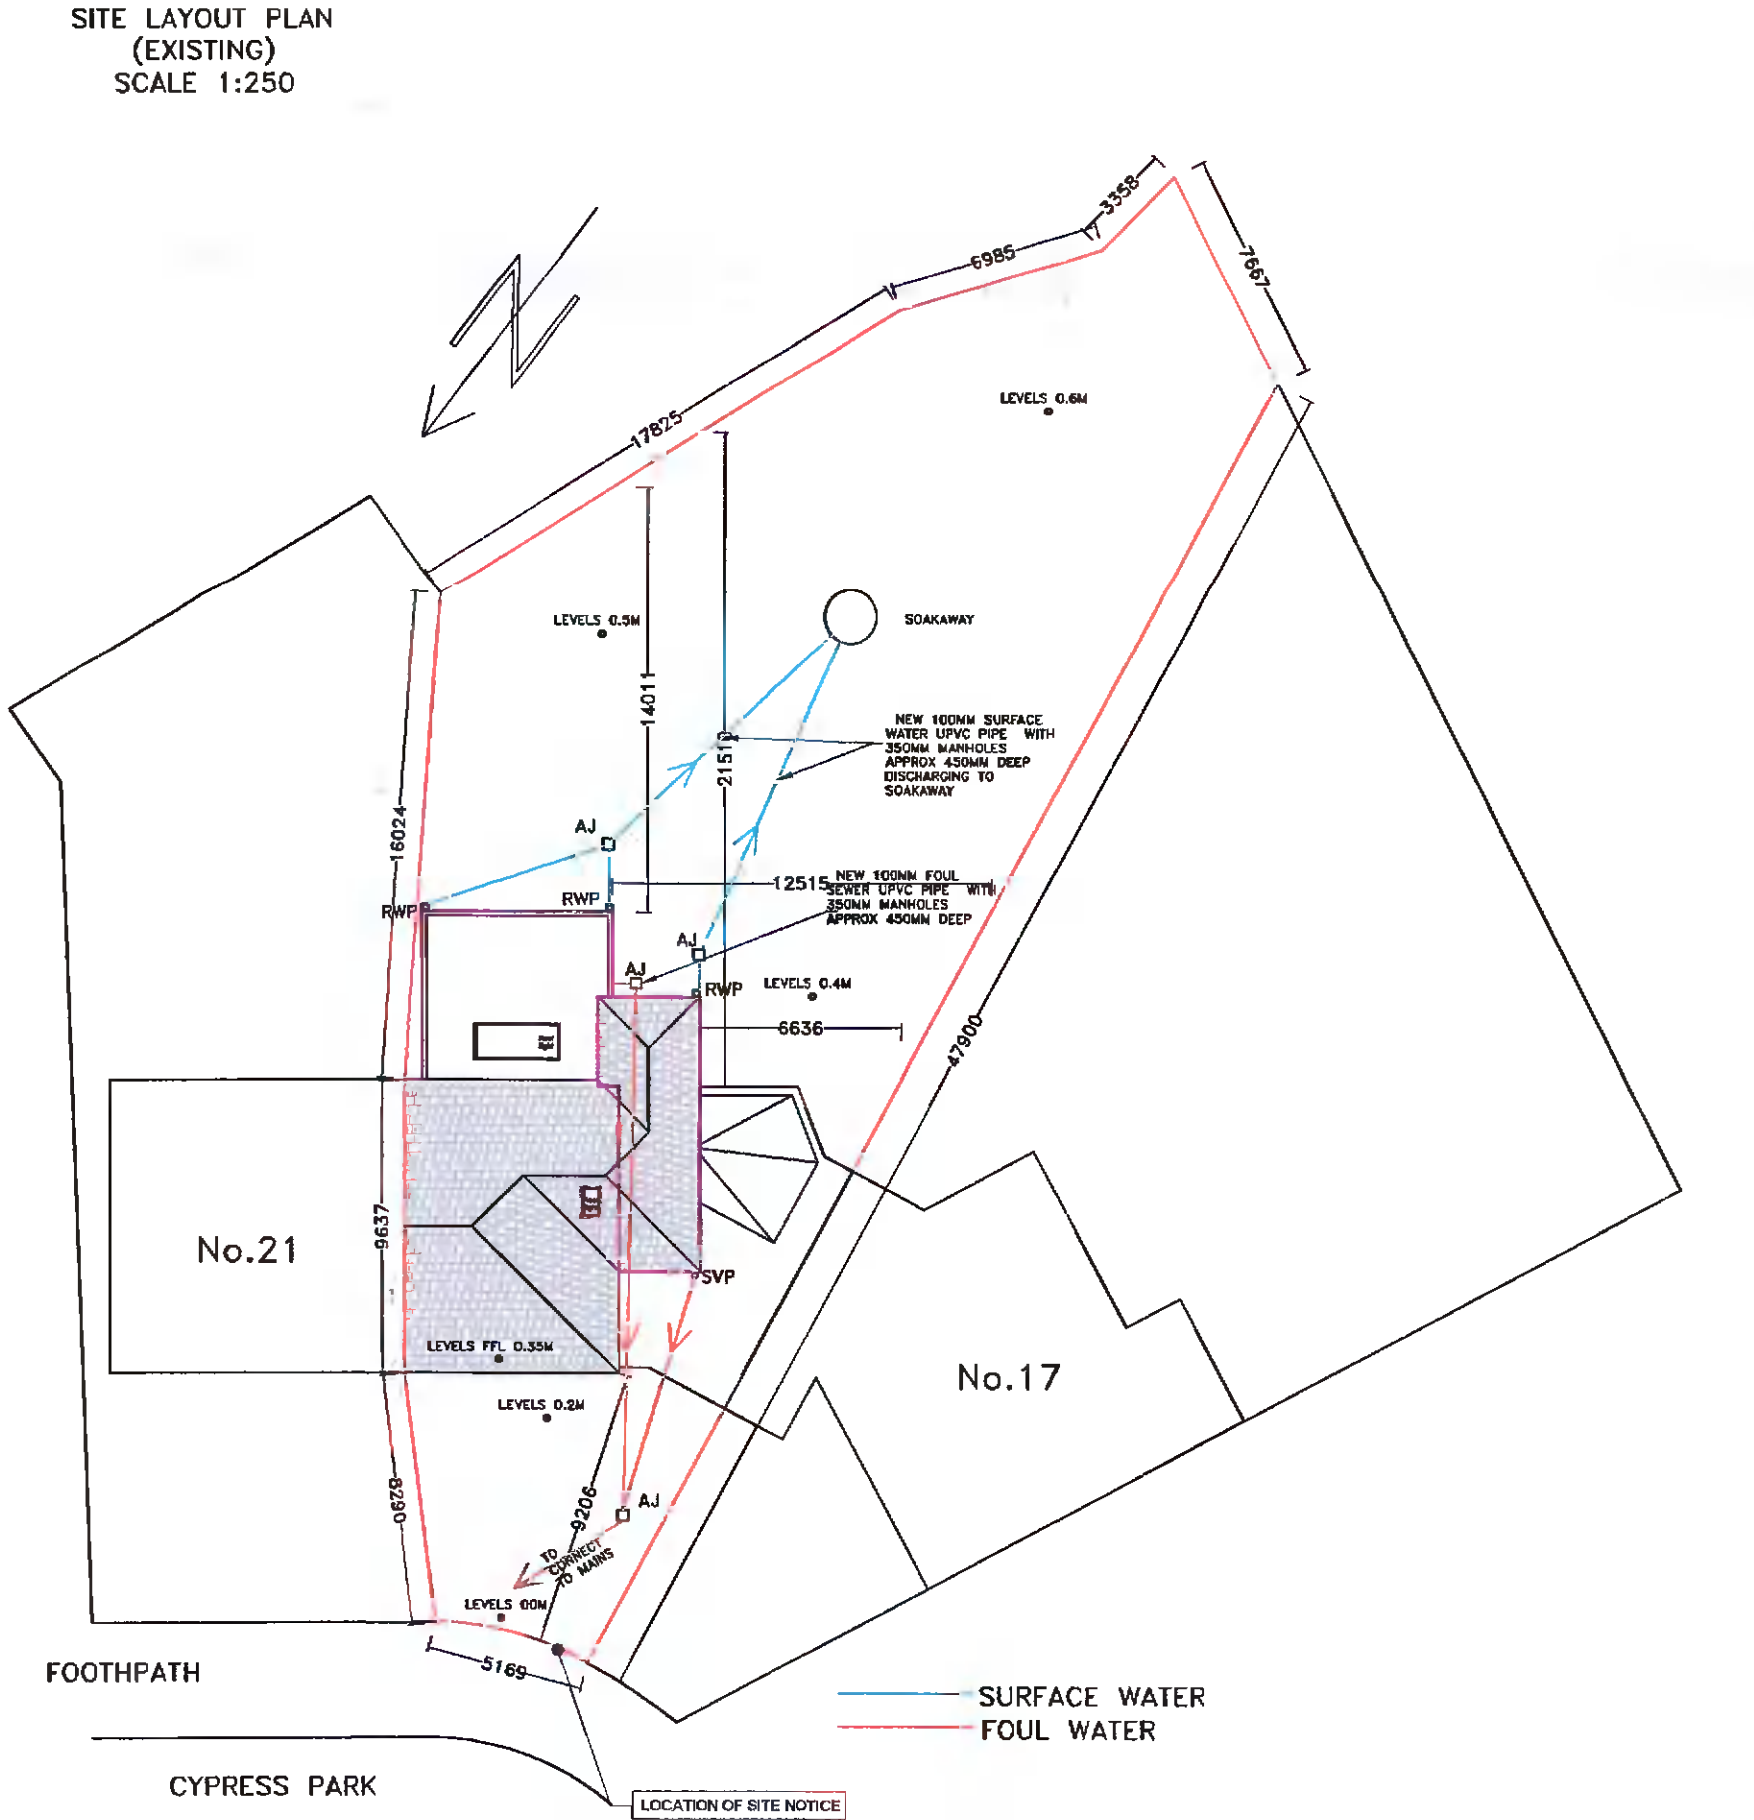 SITE LAYOUT PLAN
(EXISTING)
SCALE 1:250
3358
6985
7667
17825
LEVELS 0.6M
LEVELS 0.5M
SOAKAWAY
14011
NEW 100MM SURFACE
WATER UPVC PIPE WITH
350MM MANHOLES
APPROX 450MM DEEP
DISCHARGING TO
SOAKAWAY
16024
AJ
12515
NEW 100MM FOUL
SEWER UPVC PIPE WITH
350MM MANHOLES
APPROX 450MM DEEP
RWP
RWP
AJ
AJ
RWP
LEVELS 0.4M
6636
47900
9637
No.21
SVP
LEVELS FFL 0.35M
No.17
LEVELS 0.2M
8290
9206
AJ
TO
CONNECT
TO MAINS
LEVELS 00M
5169
FOOTHPATH
SURFACE WATER
FOUL WATER
CYPRESS PARK
LOCATION OF SITE NOTICE